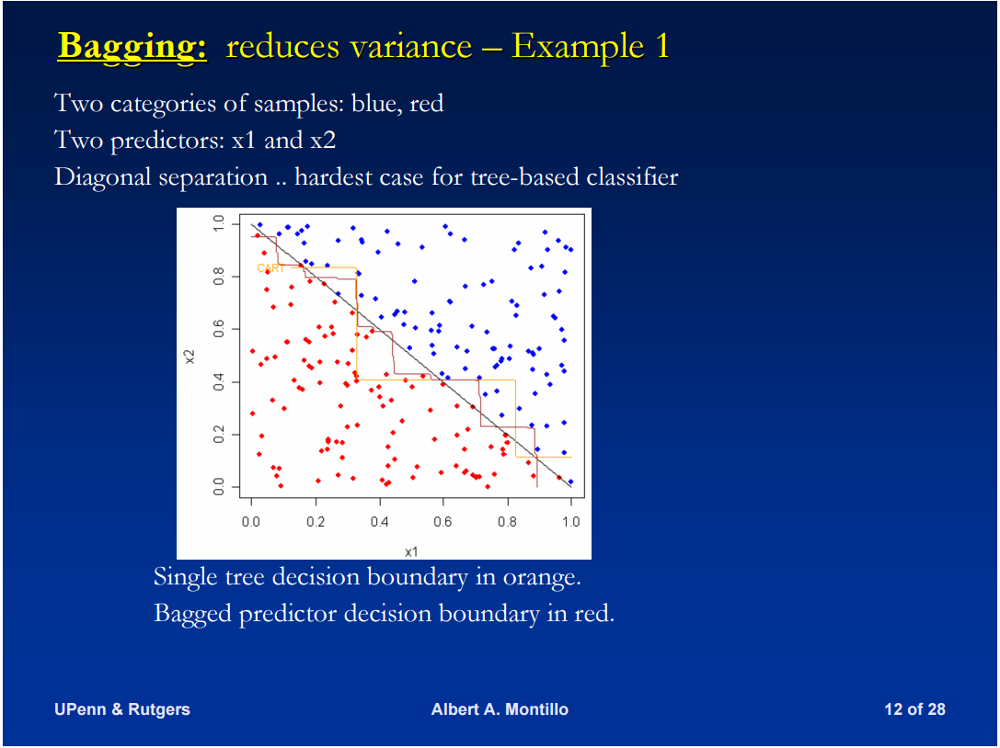 Bagging: reduces variance – Example 1
Two categories of samples: blue, red
Two predictors: x1 and x2
Diagonal separation .. hardest case for tree-based classifier
1.0
0.8
0.6
0.4
0.2
0.0
x2
CART
0.0 0.2 0.4 0.6 0.8 1.0
x1
Single tree decision boundary in orange.
Bagged predictor decision boundary in red.
UPenn & Rutgers Albert A. Montillo 12 of 28